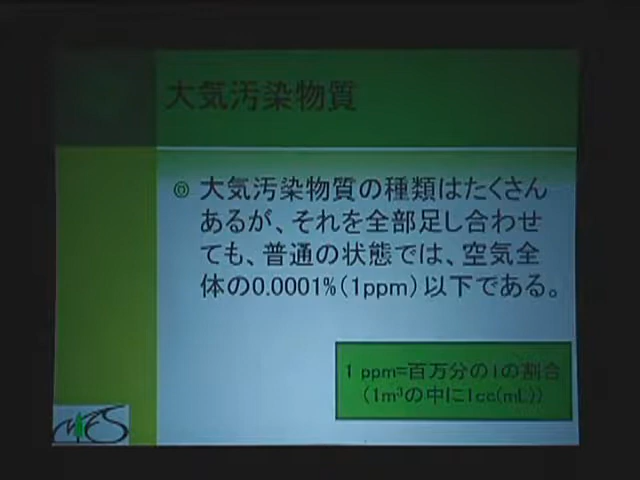 大気汚染物質
◎ 大気汚染物質の種類はたくさん
あるが、それを全部足し合わせ
ても、普通の状態では、空気全
体の0.0001%(1ppm)以下である。
1 ppm=百万分の1の割合
(1m³の中に1cc(mL))
MES